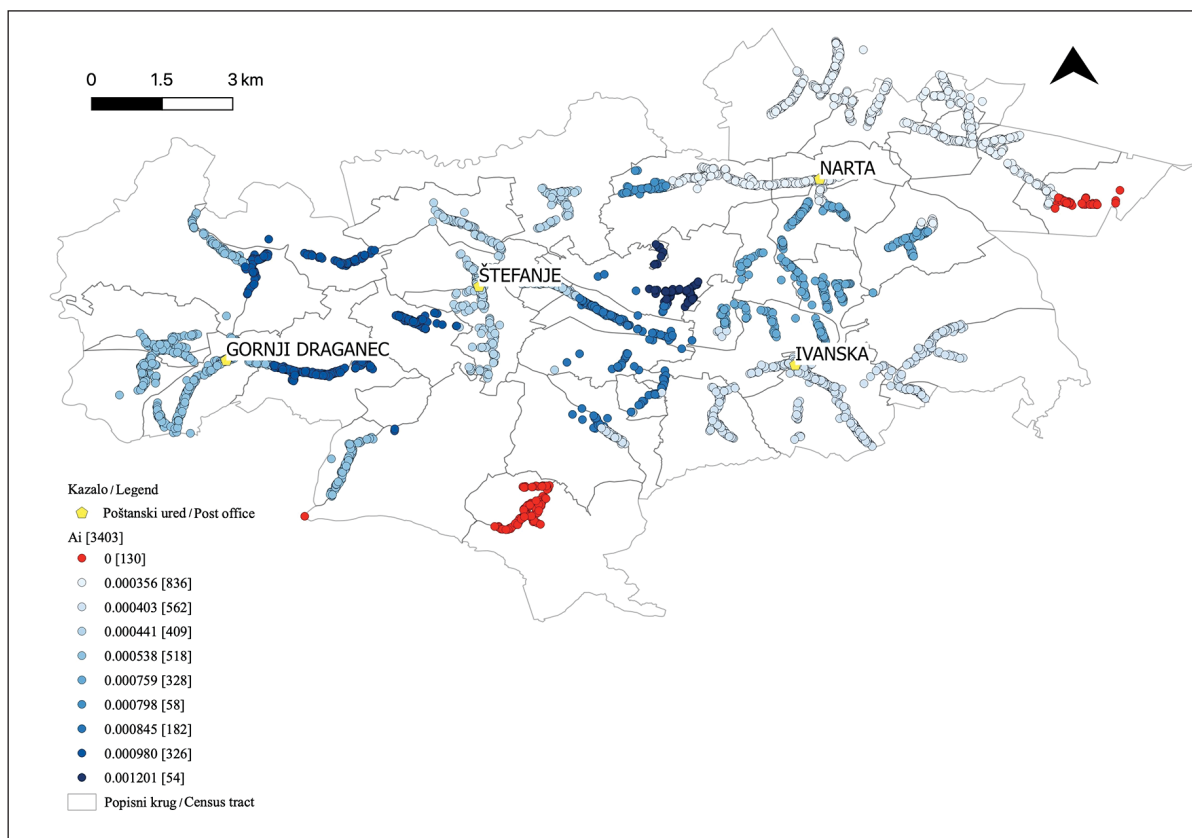 0 1.5 3 km
NARTA
ŠTEFANJE
GORNJI DRAGANEC
IVANSKA
Kazalo / Legend
Poštanski ured / Post office
Ai [3403]
0 [130]
0.000356 [836]
0.000403 [562]
0.000441 [409]
0.000538 [518]
0.000759 [328]
0.000798 [58]
0.000845 [182]
0.000980 [326]
0.001201 [54]
Popisni krug / Census tract